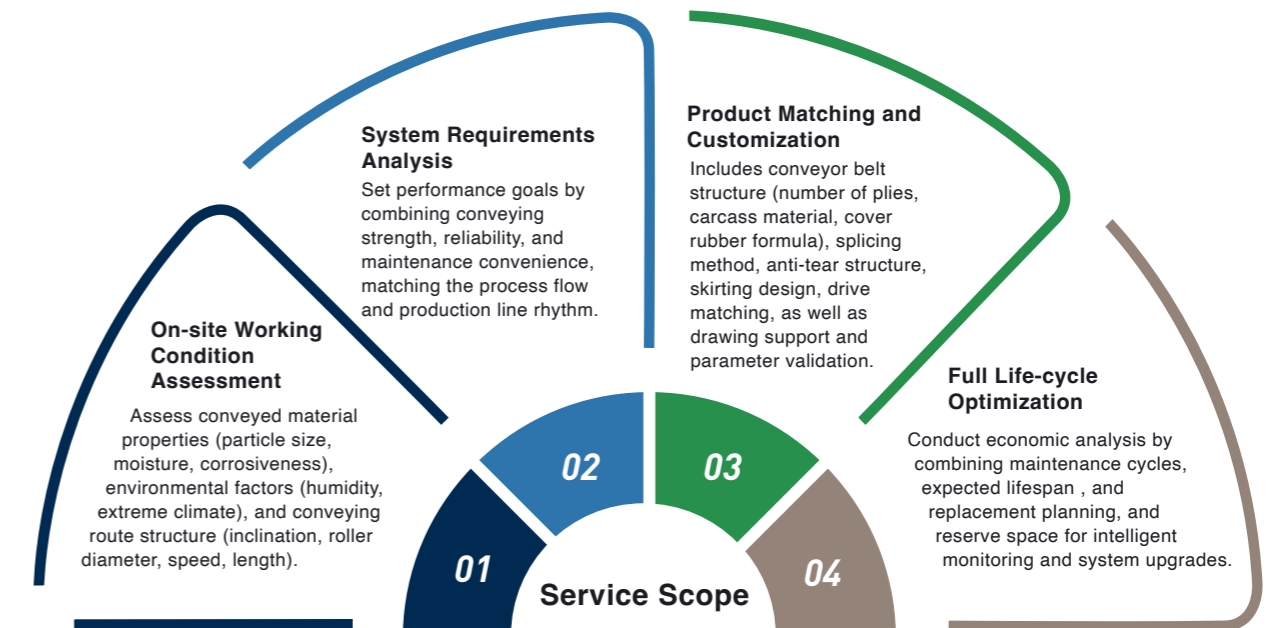 On-site Working
Condition
Assessment
Assess conveyed material
properties (particle size,
moisture, corrosiveness),
environmental factors (humidity,
extreme climate), and conveying
route structure (inclination, roller
diameter, speed, length).
01
System Requirements
Analysis
Set performance goals by
combining conveying
strength, reliability, and
maintenance convenience,
matching the process flow
and production line rhythm.
02
Product Matching and
Customization
Includes conveyor belt
structure (number of plies,
carcass material, cover
rubber formula), splicing
method, anti-tear structure,
skirting design, drive
matching, as well as
drawing support and
parameter validation.
03
Full Life-cycle
Optimization
Conduct economic analysis by
combining maintenance cycles,
expected lifespan , and
replacement planning, and
reserve space for intelligent
monitoring and system upgrades.
04
Service Scope